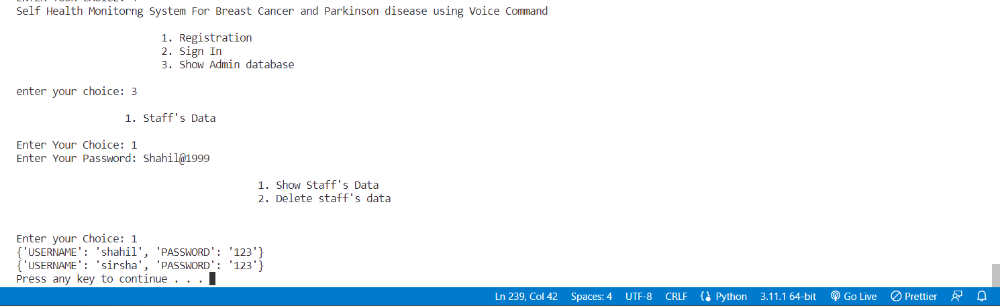 Self Health Monitorng System For Breast Cancer and Parkinson disease using Voice Command
1. Registration
2. Sign In
3. Show Admin database
enter your choice: 3
1. Staff's Data
Enter Your Choice: 1
Enter Your Password: Shahil@1999
1. Show Staff's Data
2. Delete staff's data
Enter your Choice: 1
{'USERNAME': 'shahil', 'PASSWORD': '123'}
{'USERNAME': 'sirsha', 'PASSWORD': '123'}
Press any key to continue . . .
Ln 239, Col 42 Spaces: 4 UTF-8 CRLF Python 3.11.1 64-bit Go Live Prettier